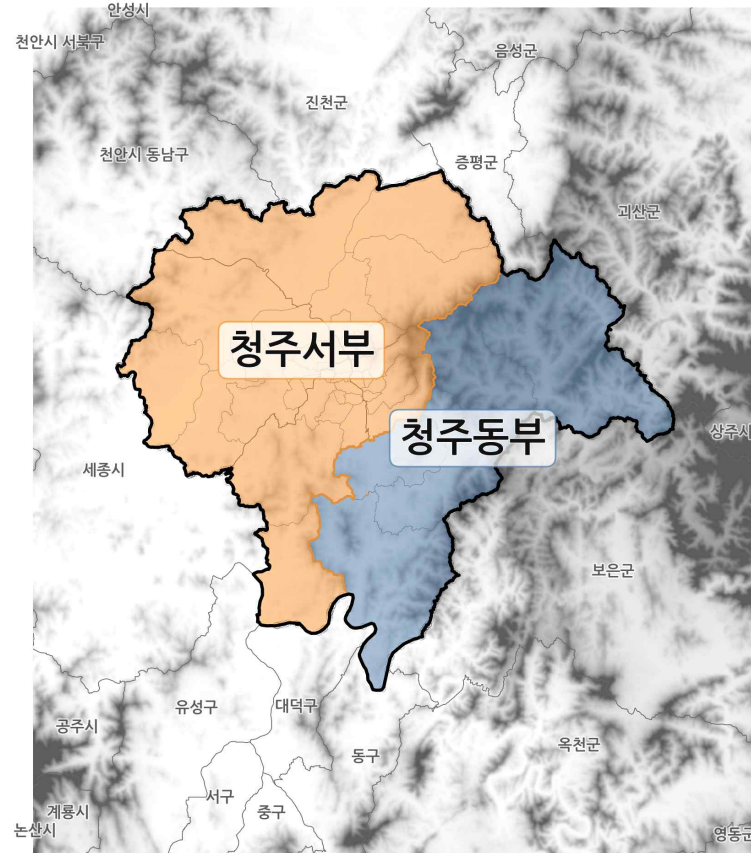 안성시
천안시 서북구
음성군
진천군
천안시 동남구
증평군
괴산군
청주서부
청주동부
상주시
세종시
보은군
유성구
대덕구
공주시
동구
옥천군
서구
계룡시
중구
논산시
영동군